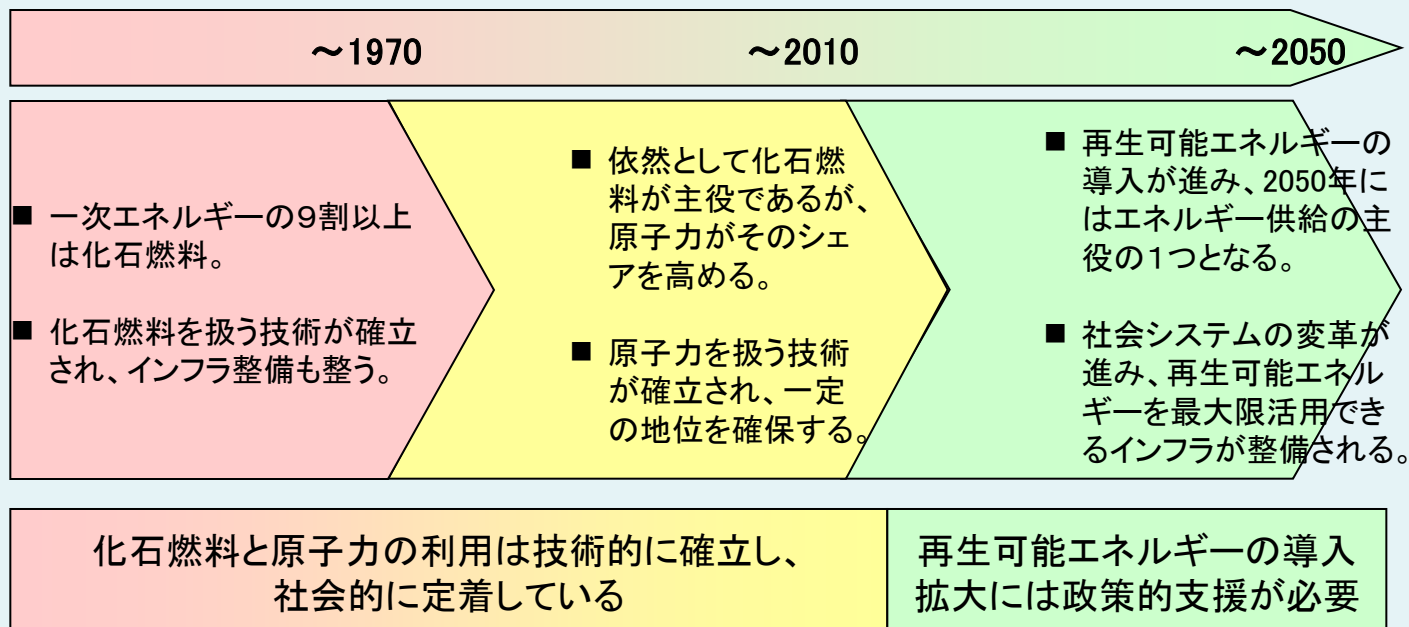 ～1970
～2010
～2050
■ 一次エネルギーの９割以上
は化石燃料。
■ 化石燃料を扱う技術が確立
され、インフラ整備も整う。
■ 依然として化石燃
料が主役であるが、
原子力がそのシェ
アを高める。
■ 原子力を扱う技術
が確立され、一定
の地位を確保する。
■ 再生可能エネルギーの
導入が進み、2050年に
はエネルギー供給の主
役の１つとなる。
■ 社会システムの変革が
進み、再生可能エネル
ギーを最大限活用でき
るインフラが整備される。
化石燃料と原子力の利用は技術的に確立し、
社会的に定着している
再生可能エネルギーの導入
拡大には政策的支援が必要